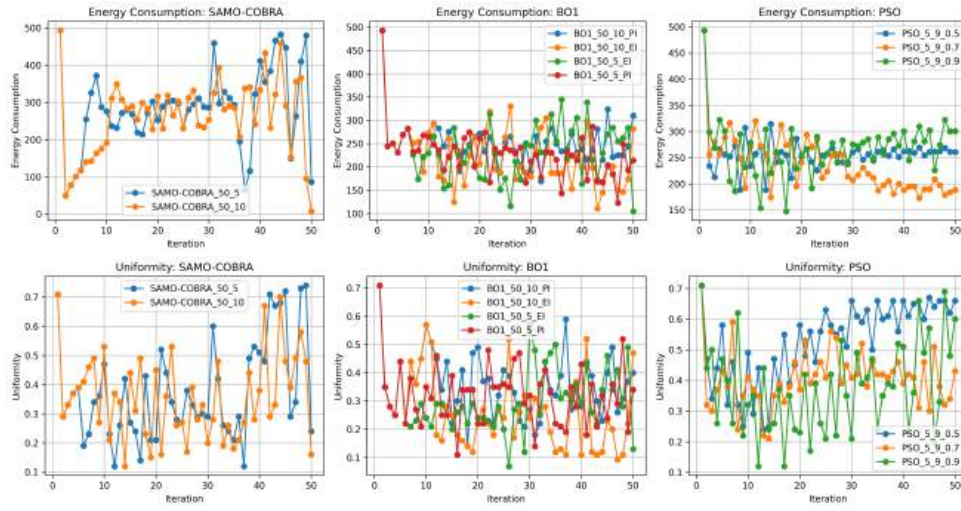 Energy Consumption: SAMO-COBRA
Energy Consumption
500
400
300
200
100
0
SAMO-COBRA_50_5
SAMO-COBRA_50_10
0 10 20 30 40 50
Iteration
Energy Consumption: BO1
Energy Consumption
500
450
400
350
300
250
200
150
100
BO1_50_10_PI
BO1_50_10_EI
BO1_50_5_EI
BO1_50_5_PI
0 10 20 30 40 50
Iteration
Energy Consumption: PSO
Energy Consumption
500
450
400
350
300
250
200
150
PSO_5_9_0.5
PSO_5_9_0.7
PSO_5_9_0.9
0 10 20 30 40 50
Iteration
Uniformity: SAMO-COBRA
Uniformity
0.7
0.6
0.5
0.4
0.3
0.2
0.1
SAMO-COBRA_50_5
SAMO-COBRA_50_10
0 10 20 30 40 50
Iteration
Uniformity: BO1
Uniformity
0.7
0.6
0.5
0.4
0.3
0.2
0.1
BO1_50_10_PI
BO1_50_10_EI
BO1_50_5_EI
BO1_50_5_PI
0 10 20 30 40 50
Iteration
Uniformity: PSO
Uniformity
0.7
0.6
0.5
0.4
0.3
0.2
0.1
PSO_5_9_0.5
PSO_5_9_0.7
PSO_5_9_0.9
0 10 20 30 40 50
Iteration